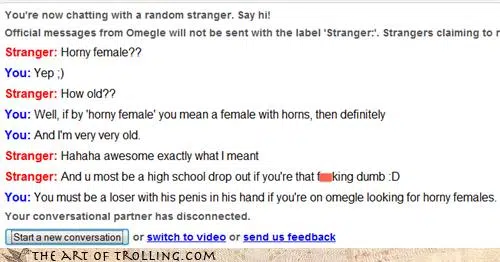 You're now chatting with a random stranger. Say hi!
Official messages from Omegle will not be sent with the label 'Stranger:'. Strangers claiming to r
Stranger: Horny female??
You: Yep ;)
Stranger: How old??
You: Well, if by 'horny female' you mean a female with horns, then definitely
You: And I'm very very old.
Stranger: Hahaha awesome exactly what I meant
Stranger: And u most be a high school drop out if you're that f king dumb :D
You: You must be a loser with his penis in his hand if you're on omegle looking for horny females.
Your conversational partner has disconnected.
Start a new conversation or switch to video or send us feedback
THE ART OF TROLLING.COM